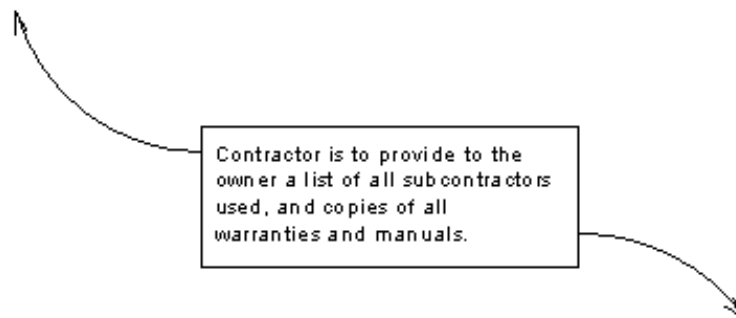 Contractor is to provide to the
owner a list of all subcontractors
used, and copies of all
warranties and manuals.